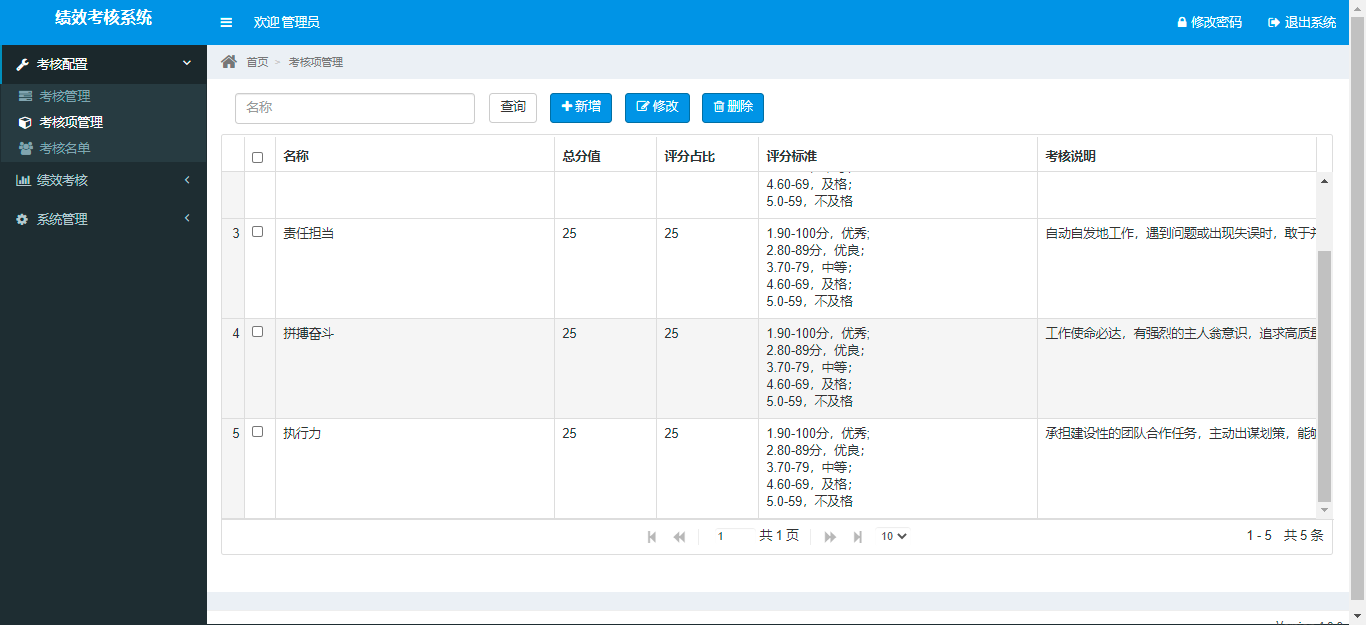 绩效考核系统
欢迎管理员
修改密码
退出系统
考核配置
考核管理
考核项管理
考核名单
绩效考核
系统管理
首页 > 考核项管理
名称
查询
新增
修改
删除
名称 总分值 评分占比 评分标准 考核说明
4.60-69，及格；
5.0-59，不及格
3 责任担当 25 25 1.90-100分，优秀; 自动自发地工作，遇到问题或出现失误时，敢于
2.80-89分，优良；
3.70-79，中等；
4.60-69，及格；
5.0-59，不及格
4 拼搏奋斗 25 25 1.90-100分，优秀; 工作使命必达，有强烈的主人翁意识，追求高质量
2.80-89分，优良；
3.70-79，中等；
4.60-69，及格；
5.0-59，不及格
5 执行力 25 25 1.90-100分，优秀; 承担建设性的团队合作任务，主动出谋划策，能够
2.80-89分，优良；
3.70-79，中等；
4.60-69，及格；
5.0-59，不及格
1 共 1 页 10 1 - 5 共 5 条